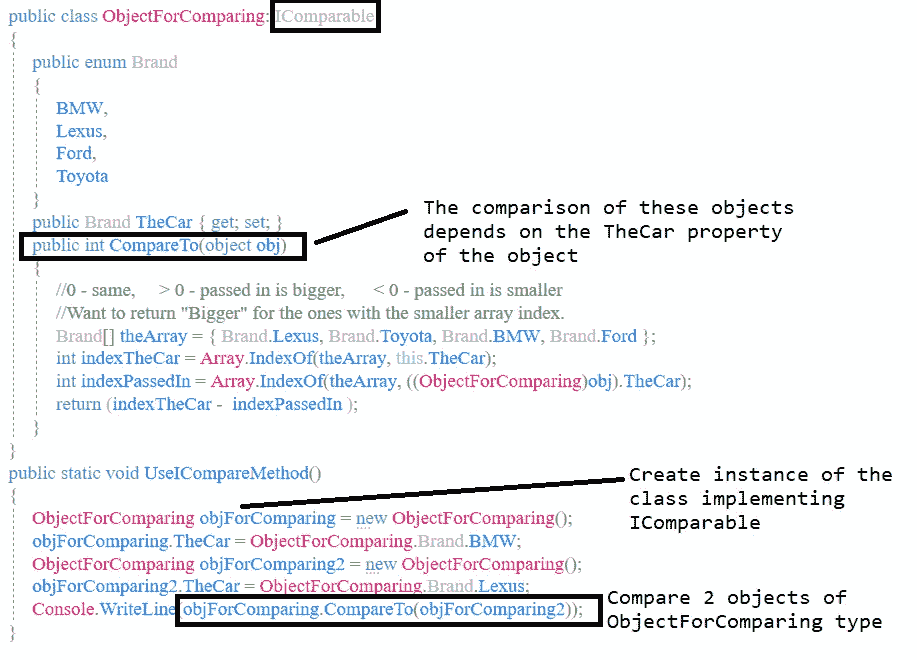 public class ObjectForComparing: IComparable
{
public enum Brand
{
BMW,
Lexus,
Ford,
Toyota
}
public Brand TheCar { get; set; }
public int CompareTo(object obj)
{
//0 - same,     > 0 - passed in is bigger,     < 0 - passed in is smaller
//Want to return "Bigger" for the ones with the smaller array index.
Brand[] theArray = { Brand.Lexus, Brand.Toyota, Brand.BMW, Brand.Ford };
int indexTheCar = Array.IndexOf(theArray, this.TheCar);
int indexPassedIn = Array.IndexOf(theArray, ((ObjectForComparing)obj).TheCar);
return (indexTheCar -  indexPassedIn );
}
}
The comparison of these objects
depends on the TheCar property
of the object
public static void UseICompareMethod()
{
ObjectForComparing objForComparing = new ObjectForComparing();
objForComparing.TheCar = ObjectForComparing.Brand.BMW;
ObjectForComparing objForComparing2 = new ObjectForComparing();
objForComparing2.TheCar = ObjectForComparing.Brand.Lexus;
Console.WriteLine(objForComparing.CompareTo(objForComparing2));
}
Create instance of the
class implementing
IComparable
Compare 2 objects of
ObjectForComparing type